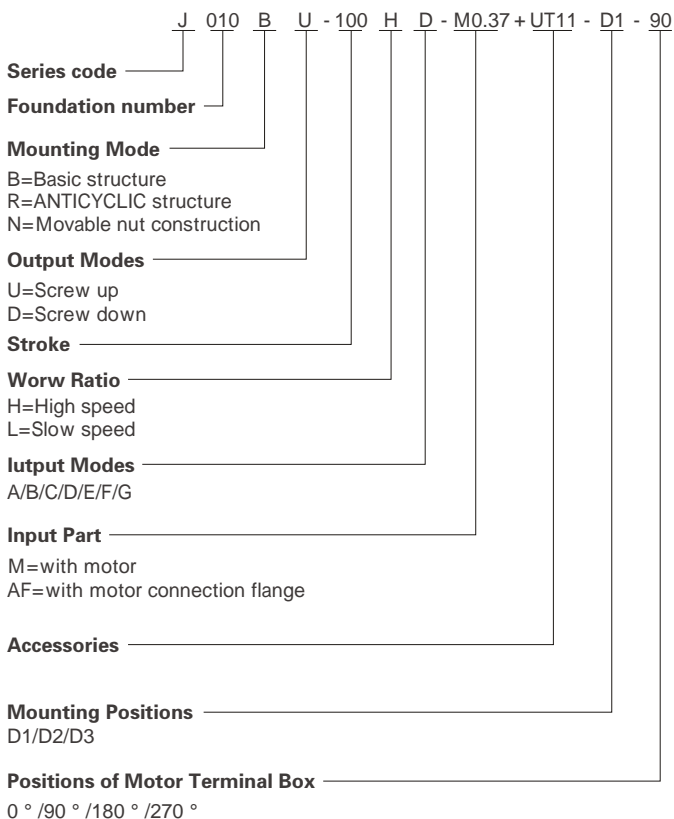 J 010 B U - 100 H D - M0.37 + UT11 - D1 - 90
Series code
Foundation number
Mounting Mode
B=Basic structure
R=ANTICYCLIC structure
N=Movable nut construction
Output Modes
U=Screw up
D=Screw down
Stroke
Worw Ratio
H=High speed
L=Slow speed
Iutput Modes
A/B/C/D/E/F/G
Input Part
M=with motor
AF=with motor connection flange
Accessories
Mounting Positions
D1/D2/D3
Positions of Motor Terminal Box
0 ° /90 ° /180 ° /270 °